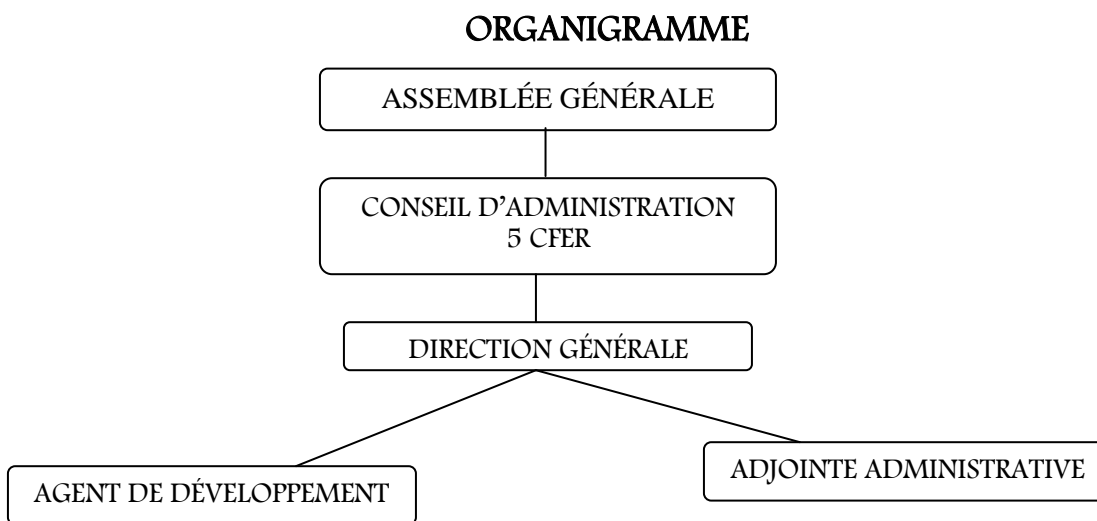 ORGANIGRAMME
ASSEMBLÉE GÉNÉRALE
CONSEIL D’ADMINISTRATION
5 CFER
DIRECTION GÉNÉRALE
AGENT DE DÉVELOPPEMENT
ADJOINTE ADMINISTRATIVE